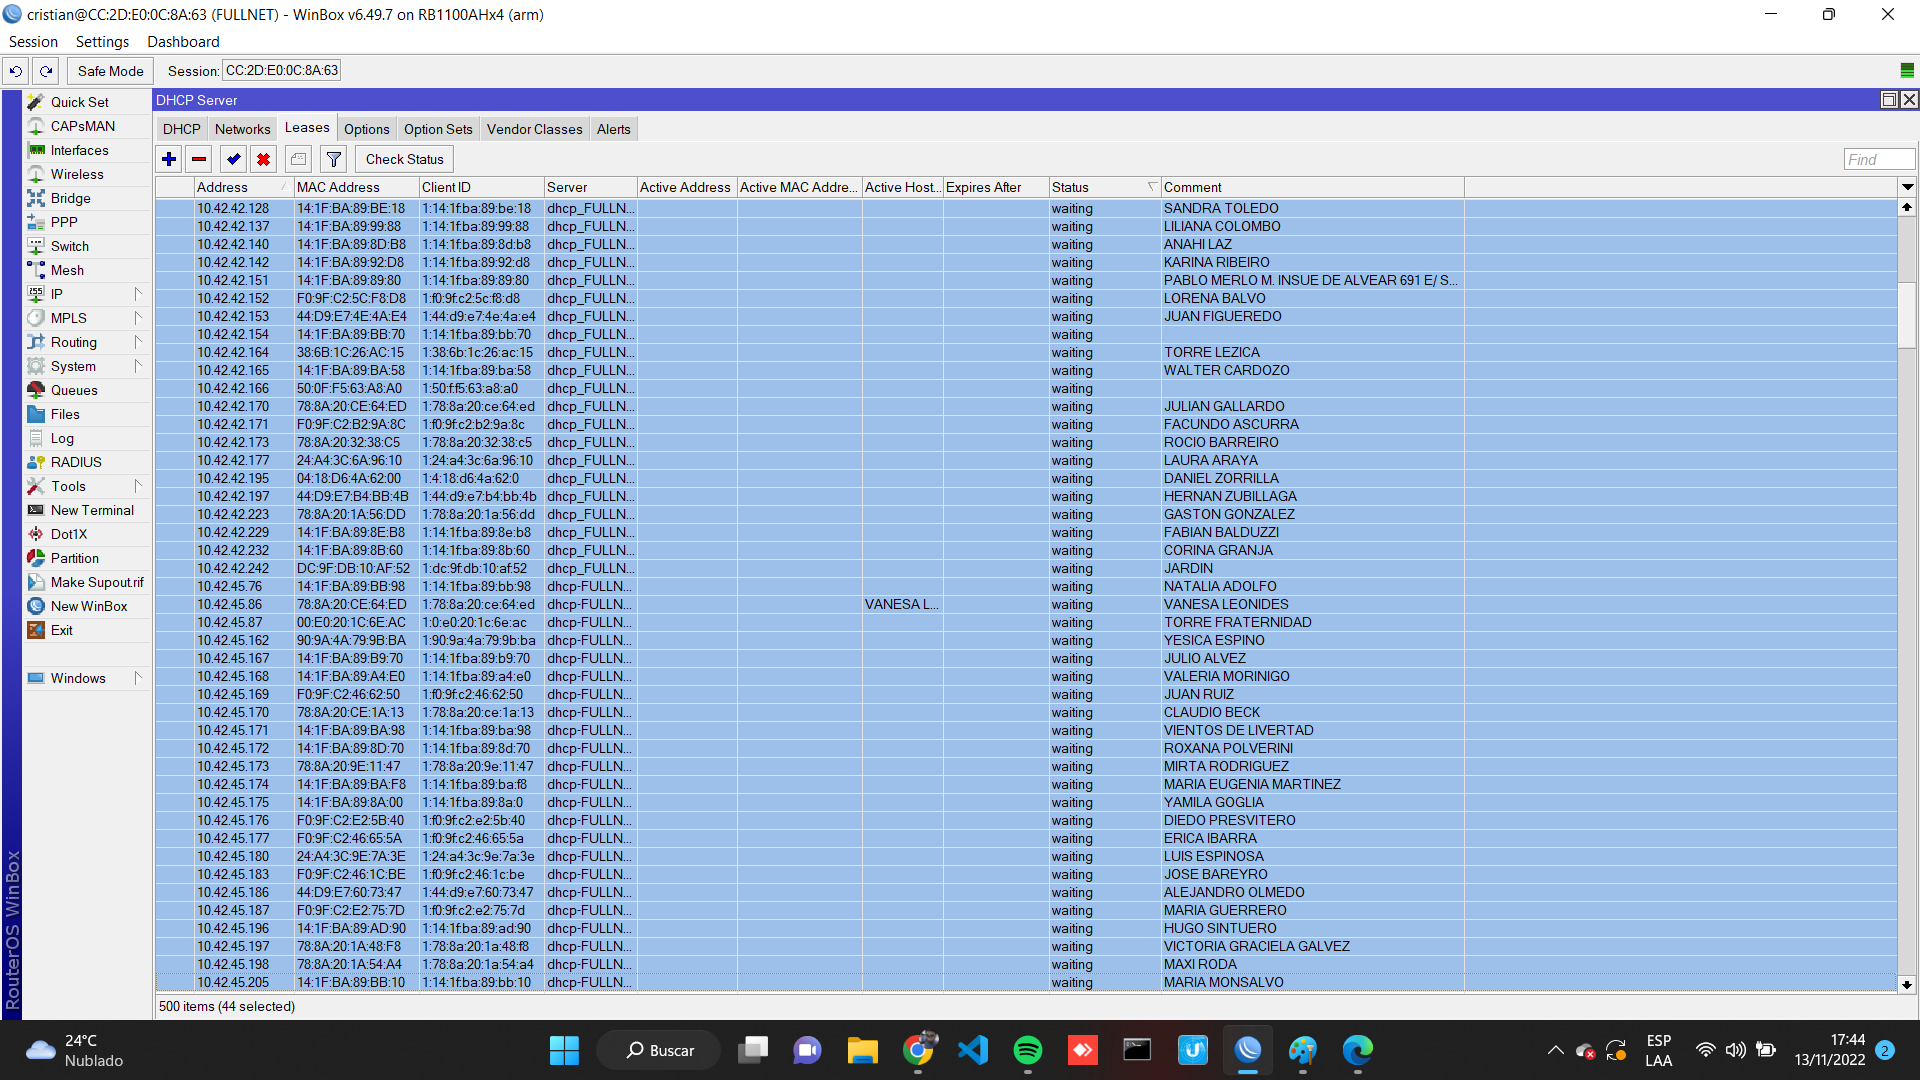 cristian@CC:2D:E0:0C:8A:63 (FULLNET) - WinBox v6.49.7 on RB1100AHx4 (arm)
Session Settings Dashboard
Safe Mode Session: CC:2D:E0:0C:8A:63
Quick Set
CAPsMAN
Interfaces
Wireless
Bridge
PPP
Switch
Mesh
IP
MPLS
Routing
System
Queues
Files
Log
RADIUS
Tools
New Terminal
Dot1X
Partition
Make Supout.rif
New WinBox
Exit
Windows
RouterOS WinBox
DHCP Server
DHCP Networks Leases Options Option Sets Vendor Classes Alerts
Check Status Find
Address MAC Address Client ID Server Active Address Active MAC Addre... Active Host... Expires After Status Comment
10.42.42.128 14:1F:BA:89:BE:18 1:14:1f:ba:89:be:18 dhcp_FULLN... waiting SANDRA TOLEDO
10.42.42.137 14:1F:BA:89:99:88 1:14:1f:ba:89:99:88 dhcp_FULLN... waiting LILIANA COLOMBO
10.42.42.140 14:1F:BA:89:8D:B8 1:14:1f:ba:89:8d:b8 dhcp_FULLN... waiting ANAHI LAZ
10.42.42.142 14:1F:BA:89:92:D8 1:14:1f:ba:89:92:d8 dhcp_FULLN... waiting KARINA RIBEIRO
10.42.42.151 14:1F:BA:89:89:80 1:14:1f:ba:89:89:80 dhcp_FULLN... waiting PABLO MERLO M. INSUE DE ALVEAR 691 E/ S...
10.42.42.152 F0:9F:C2:5C:F8:D8 1:f0:9f:c2:5c:f8:d8 dhcp_FULLN... waiting LORENA BALVO
10.42.42.153 44:D9:E7:4E:4A:E4 1:44:d9:e7:4e:4a:e4 dhcp_FULLN... waiting JUAN FIGUEREDO
10.42.42.154 14:1F:BA:89:BB:70 1:14:1f:ba:89:bb:70 dhcp_FULLN... waiting
10.42.42.164 38:6B:1C:26:AC:15 1:38:6b:1c:26:ac:15 dhcp_FULLN... waiting TORRE LEZICA
10.42.42.165 14:1F:BA:89:BA:58 1:14:1f:ba:89:ba:58 dhcp_FULLN... waiting WALTER CARDOZO
10.42.42.166 50:0F:F5:63:A8:A0 1:50:f:f5:63:a8:a0 dhcp_FULLN... waiting
10.42.42.170 78:8A:20:CE:64:ED 1:78:8a:20:ce:64:ed dhcp_FULLN... waiting JULIAN GALLARDO
10.42.42.171 F0:9F:C2:B2:9A:8C 1:f0:9f:c2:b2:9a:8c dhcp_FULLN... waiting FACUNDO ASCURRA
10.42.42.173 78:8A:20:32:38:C5 1:78:8a:20:32:38:c5 dhcp_FULLN... waiting ROCIO BARREIRO
10.42.42.177 24:A4:3C:6A:96:10 1:24:a4:3c:6a:96:10 dhcp_FULLN... waiting LAURA ARAYA
10.42.42.195 04:18:D6:4A:62:00 1:4:18:d6:4a:62:0 dhcp_FULLN... waiting DANIEL ZORRILLA
10.42.42.197 44:D9:E7:B4:BB:4B 1:44:d9:e7:b4:bb:4b dhcp_FULLN... waiting HERNAN ZUBILLAGA
10.42.42.223 78:8A:20:1A:56:DD 1:78:8a:20:1a:56:dd dhcp_FULLN... waiting GASTON GONZALEZ
10.42.42.229 14:1F:BA:89:8E:B8 1:14:1f:ba:89:8e:b8 dhcp_FULLN... waiting FABIAN BALDUZZI
10.42.42.232 14:1F:BA:89:8B:60 1:14:1f:ba:89:8b:60 dhcp_FULLN... waiting CORINA GRANJA
10.42.42.242 DC:9F:DB:10:AF:52 1:dc:9f:db:10:af:52 dhcp_FULLN... waiting JARDIN
10.42.45.76 14:1F:BA:89:BB:98 1:14:1f:ba:89:bb:98 dhcp-FULLN... waiting NATALIA ADOLFO
10.42.45.86 78:8A:20:CE:64:ED 1:78:8a:20:ce:64:ed dhcp-FULLN... VANESA L... waiting VANESA LEONIDES
10.42.45.87 00:E0:20:1C:6E:AC 1:0:e0:20:1c:6e:ac dhcp-FULLN... waiting TORRE FRATERNIDAD
10.42.45.162 90:9A:4A:79:9B:BA 1:90:9a:4a:79:9b:ba dhcp-FULLN... waiting YESICA ESPINO
10.42.45.167 14:1F:BA:89:B9:70 1:14:1f:ba:89:b9:70 dhcp-FULLN... waiting JULIO ALVEZ
10.42.45.168 14:1F:BA:89:A4:E0 1:14:1f:ba:89:a4:e0 dhcp-FULLN... waiting VALERIA MORINIGO
10.42.45.169 F0:9F:C2:46:62:50 1:f0:9f:c2:46:62:50 dhcp-FULLN... waiting JUAN RUIZ
10.42.45.170 78:8A:20:CE:1A:13 1:78:8a:20:ce:1a:13 dhcp-FULLN... waiting CLAUDIO BECK
10.42.45.171 14:1F:BA:89:BA:98 1:14:1f:ba:89:ba:98 dhcp-FULLN... waiting VIENTOS DE LIVERTAD
10.42.45.172 14:1F:BA:89:8D:70 1:14:1f:ba:89:8d:70 dhcp-FULLN... waiting ROXANA POLVERINI
10.42.45.173 78:8A:20:9E:11:47 1:78:8a:20:9e:11:47 dhcp-FULLN... waiting MIRTA RODRIGUEZ
10.42.45.174 14:1F:BA:89:BA:F8 1:14:1f:ba:89:ba:f8 dhcp-FULLN... waiting MARIA EUGENIA MARTINEZ
10.42.45.175 14:1F:BA:89:8A:00 1:14:1f:ba:89:8a:0 dhcp-FULLN... waiting YAMILA GOGLIA
10.42.45.176 F0:9F:C2:E2:5B:40 1:f0:9f:c2:e2:5b:40 dhcp-FULLN... waiting DIEDO PRESVITERO
10.42.45.177 F0:9F:C2:46:65:5A 1:f0:9f:c2:46:65:5a dhcp-FULLN... waiting ERICA IBARRA
10.42.45.180 24:A4:3C:9E:7A:3E 1:24:a4:3c:9e:7a:3e dhcp-FULLN... waiting LUIS ESPINOSA
10.42.45.183 F0:9F:C2:46:1C:BE 1:f0:9f:c2:46:1c:be dhcp-FULLN... waiting JOSE BAREYRO
10.42.45.186 44:D9:E7:60:73:47 1:44:d9:e7:60:73:47 dhcp-FULLN... waiting ALEJANDRO OLMEDO
10.42.45.187 F0:9F:C2:E2:75:7D 1:f0:9f:c2:e2:75:7d dhcp-FULLN... waiting MARIA GUERRERO
10.42.45.196 14:1F:BA:89:AD:90 1:14:1f:ba:89:ad:90 dhcp-FULLN... waiting HUGO SINTUERO
10.42.45.197 78:8A:20:1A:48:F8 1:78:8a:20:1a:48:f8 dhcp-FULLN... waiting VICTORIA GRACIELA GALVEZ
10.42.45.198 78:8A:20:1A:54:A4 1:78:8a:20:1a:54:a4 dhcp-FULLN... waiting MAXI RODA
10.42.45.205 14:1F:BA:89:BB:10 1:14:1f:ba:89:bb:10 dhcp-FULLN... waiting MARIA MONSALVO
500 items (44 selected)
24°C
Nublado
Buscar
ESP
LAA
17:44
13/11/2022
2